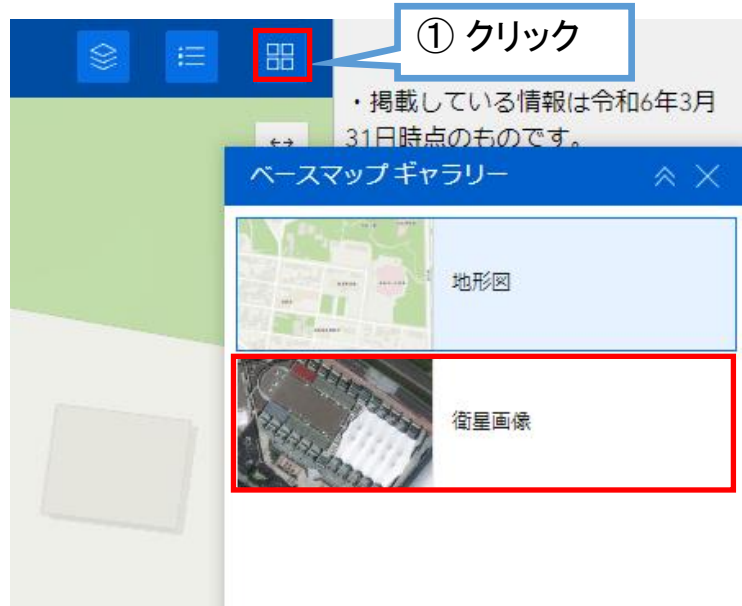 ① クリック
・掲載している情報は令和6年3月
31日時点のものです。
ベースマップ ギャラリー
地形図
衛星画像